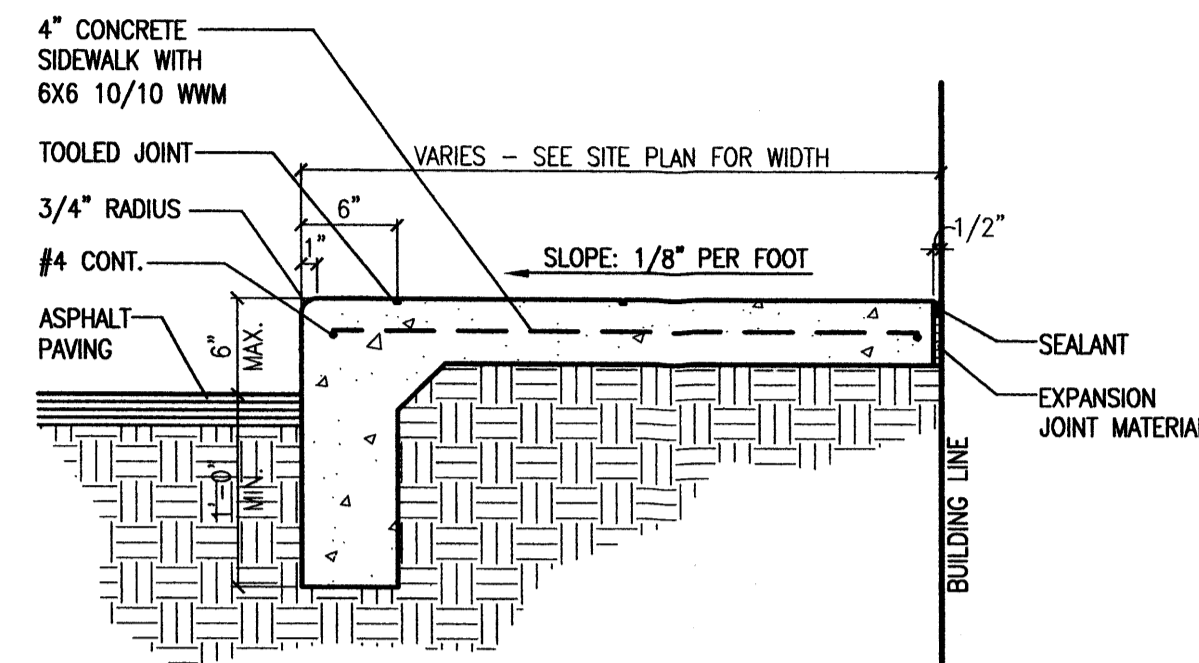 4" CONCRETE
SIDEWALK WITH
6X6 10/10 WWM
TOOLED JOINT
VARIES - SEE SITE PLAN FOR WIDTH
3/4" RADIUS
6"
1/2"
1"
#4 CONT.
SLOPE: 1/8" PER FOOT
ASPHALT
PAVING
6"
MAX.
SEALANT
EXPANSION
JOINT MATERIAL
1'-0"
MIN.
BUILDING LINE